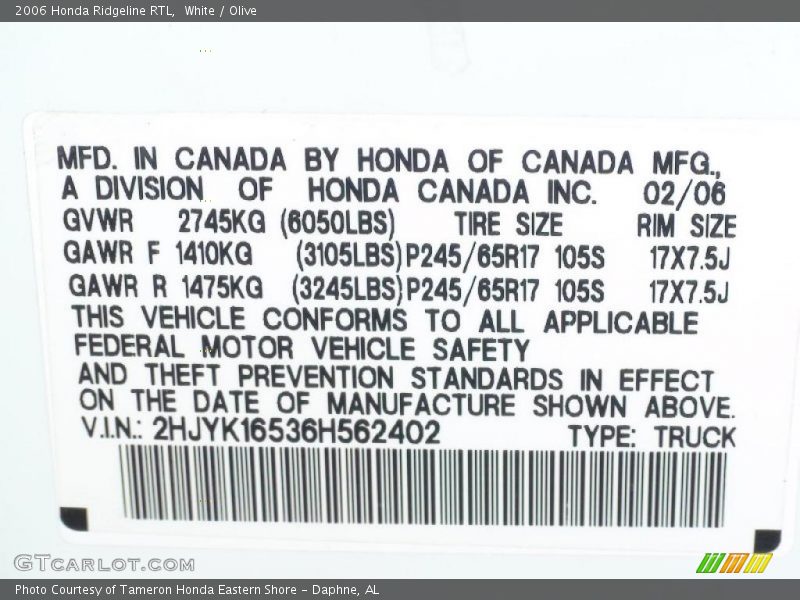 2006 Honda Ridgeline RTL,  White / Olive
MFD. IN CANADA BY HONDA OF CANADA MFG.,
A DIVISION OF HONDA CANADA INC. 02/06
GVWR 2745KG (6050LBS) TIRE SIZE RIM SIZE
GAWR F 1410KG (3105LBS) P245/65R17 105S 17X7.5J
GAWR R 1475KG (3245LBS) P245/65R17 105S 17X7.5J
THIS VEHICLE CONFORMS TO ALL APPLICABLE
FEDERAL MOTOR VEHICLE SAFETY
AND THEFT PREVENTION STANDARDS IN EFFECT
ON THE DATE OF MANUFACTURE SHOWN ABOVE.
V.I.N.: 2HJYK16536H562402 TYPE: TRUCK
GTCARLOT.COM
Photo Courtesy of Tameron Honda Eastern Shore - Daphne, AL